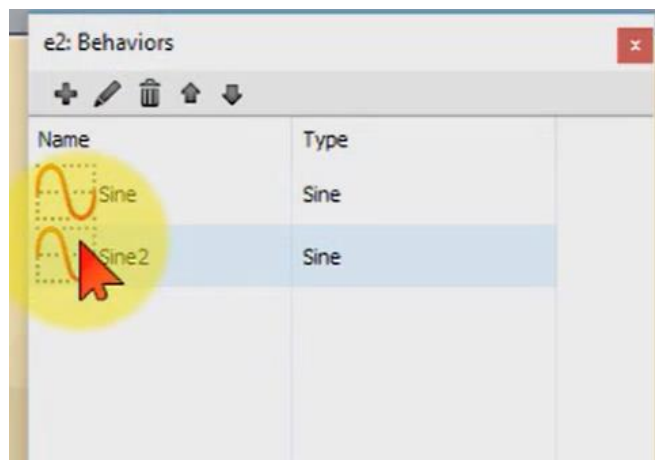 e2: Behaviors
x
Name Type
Sine Sine
Sine2 Sine